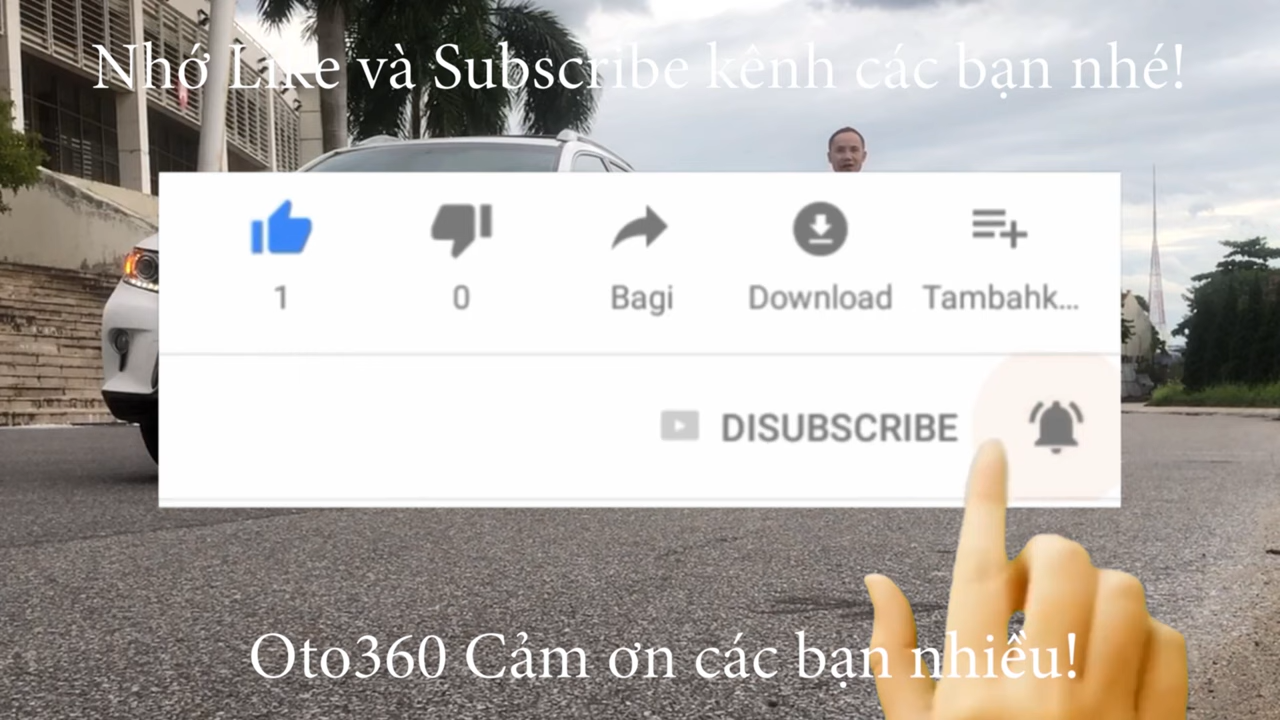 Nhớ Like và Subscribe kênh các bạn nhé!
1 0 Bagi Download Tambahk...
DISUBSCRIBE
Oto360 Cảm ơn các bạn nhiều!